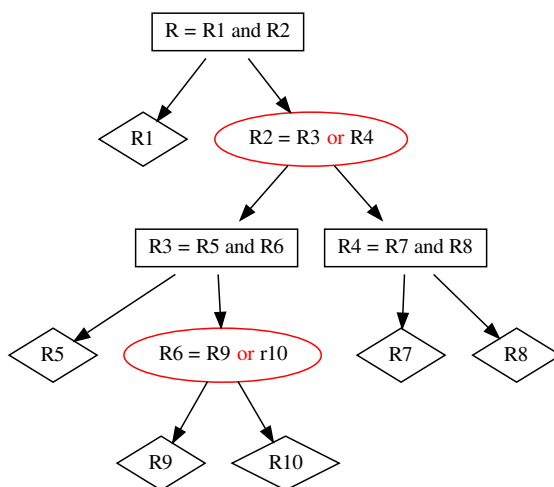 R = R1 and R2
R1
R2 = R3 or R4
R3 = R5 and R6
R4 = R7 and R8
R5
R6 = R9 or r10
R7
R8
R9
R10